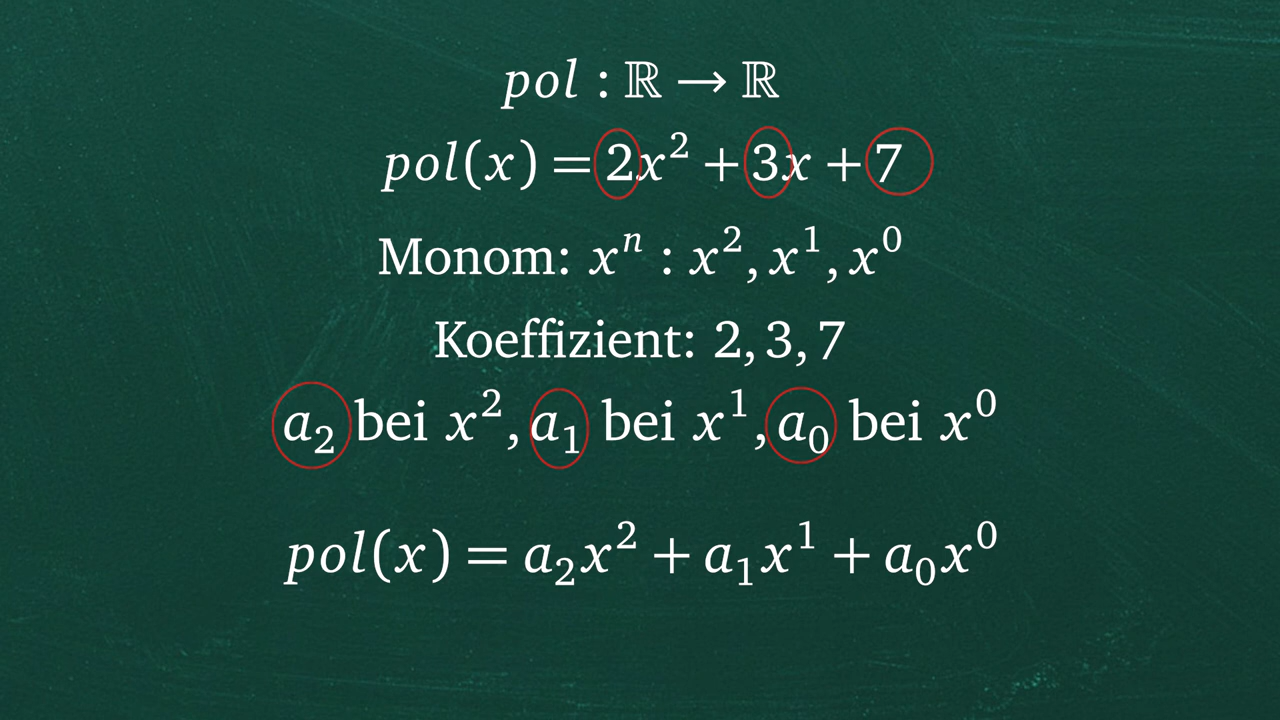 pol : ℝ → ℝ
pol(x) = 2x² + 3x + 7
Monom: xⁿ : x², x¹, x⁰
Koeffizient: 2, 3, 7
a₂ bei x², a₁ bei x¹, a₀ bei x⁰
pol(x) = a₂x² + a₁x¹ + a₀x⁰